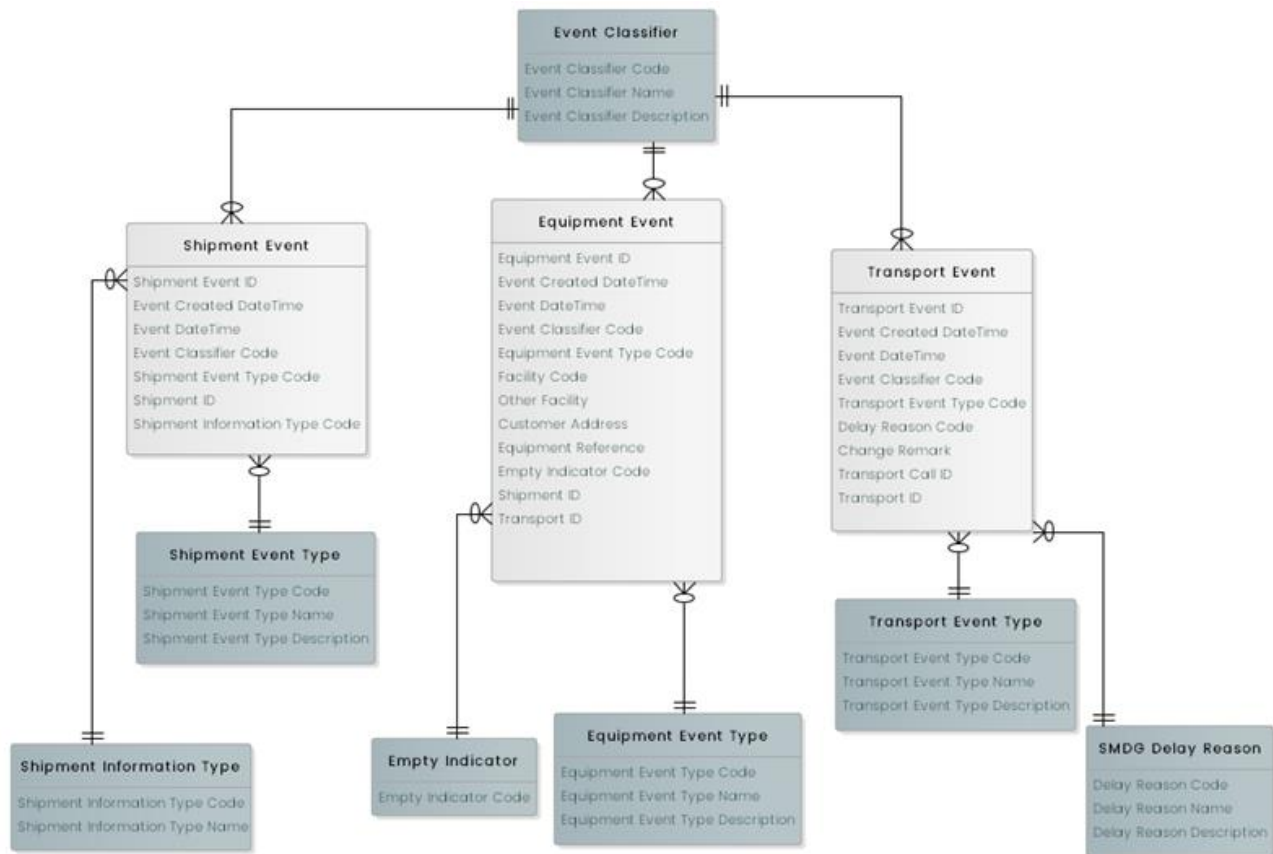 Event Classifier
Event Classifier Code
Event Classifier Name
Event Classifier Description
Shipment Event
Shipment Event ID
Event Created DateTime
Event DateTime
Event Classifier Code
Shipment Event Type Code
Shipment ID
Shipment Information Type Code
Equipment Event
Equipment Event ID
Event Created DateTime
Event DateTime
Event Classifier Code
Equipment Event Type Code
Facility Code
Other Facility
Customer Address
Equipment Reference
Empty Indicator Code
Shipment ID
Transport ID
Transport Event
Transport Event ID
Event Created DateTime
Event DateTime
Event Classifier Code
Transport Event Type Code
Delay Reason Code
Change Remark
Transport Call ID
Transport ID
Shipment Event Type
Shipment Event Type Code
Shipment Event Type Name
Shipment Event Type Description
Transport Event Type
Transport Event Type Code
Transport Event Type Name
Transport Event Type Description
Shipment Information Type
Shipment Information Type Code
Shipment Information Type Name
Empty Indicator
Empty Indicator Code
Equipment Event Type
Equipment Event Type Code
Equipment Event Type Name
Equipment Event Type Description
SMDG Delay Reason
Delay Reason Code
Delay Reason Name
Delay Reason Description